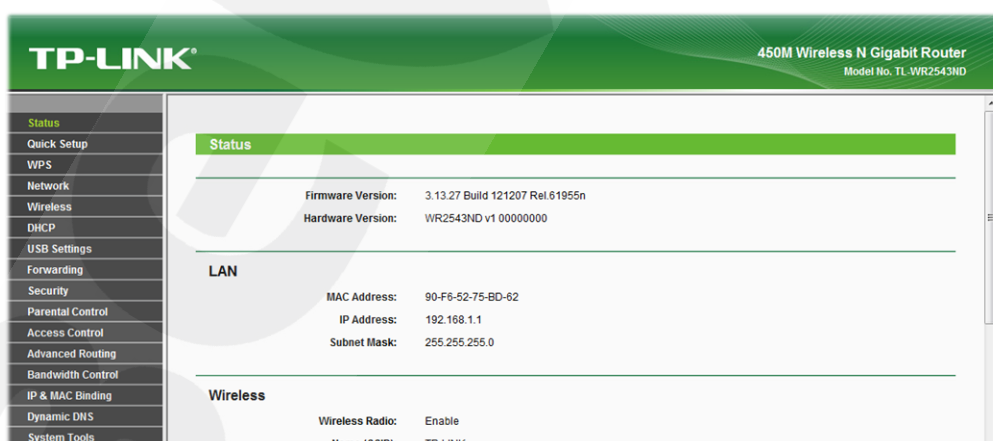 TP-LINK®
450M Wireless N Gigabit Router
Model No. TL-WR2543ND
Status
Quick Setup
WPS
Network
Wireless
DHCP
USB Settings
Forwarding
Security
Parental Control
Access Control
Advanced Routing
Bandwidth Control
IP & MAC Binding
Dynamic DNS
System Tools
Status
Firmware Version: 3.13.27 Build 121207 Rel.61955n
Hardware Version: WR2543ND v1 00000000
LAN
MAC Address: 90-F6-52-75-BD-62
IP Address: 192.168.1.1
Subnet Mask: 255.255.255.0
Wireless
Wireless Radio: Enable